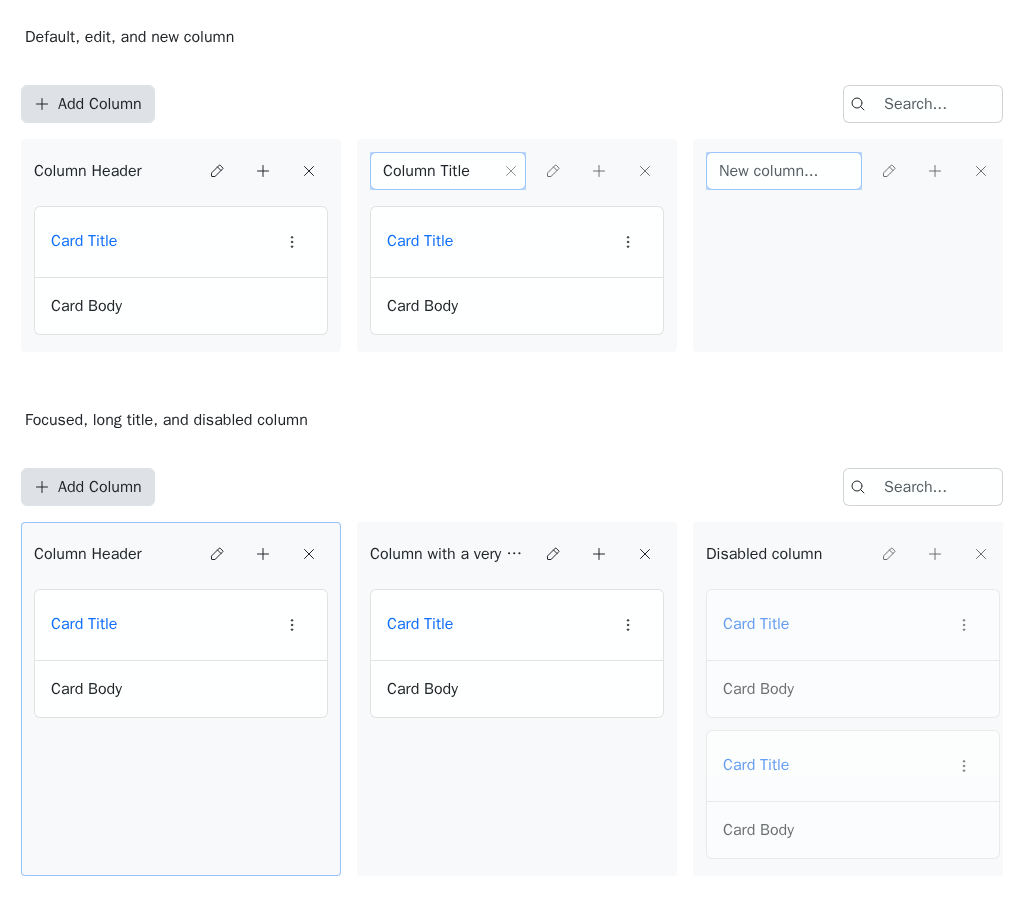 Default, edit, and new column
Add Column
Search...
Column Header
Column Title
New column...
Card Title
Card Title
Card Body
Card Body
Focused, long title, and disabled column
Add Column
Search...
Column Header
Column with a very ...
Disabled column
Card Title
Card Title
Card Title
Card Body
Card Body
Card Body
Card Title
Card Body